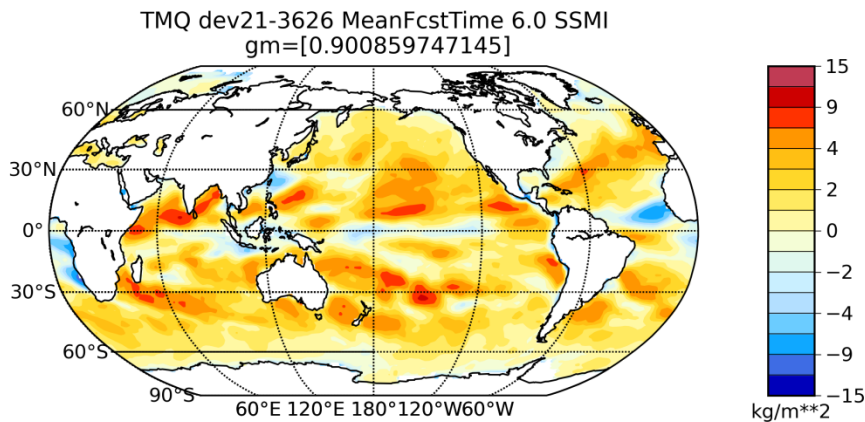 TMQ dev21-3626 MeanFcstTime 6.0 SSMI
gm=[0.900859747145]
60°N
30°N
0°
30°S
60°S
90°S
60°E 120°E 180°120°W60°W
15
9
4
2
0
−2
−4
−9
−15
kg/m**2